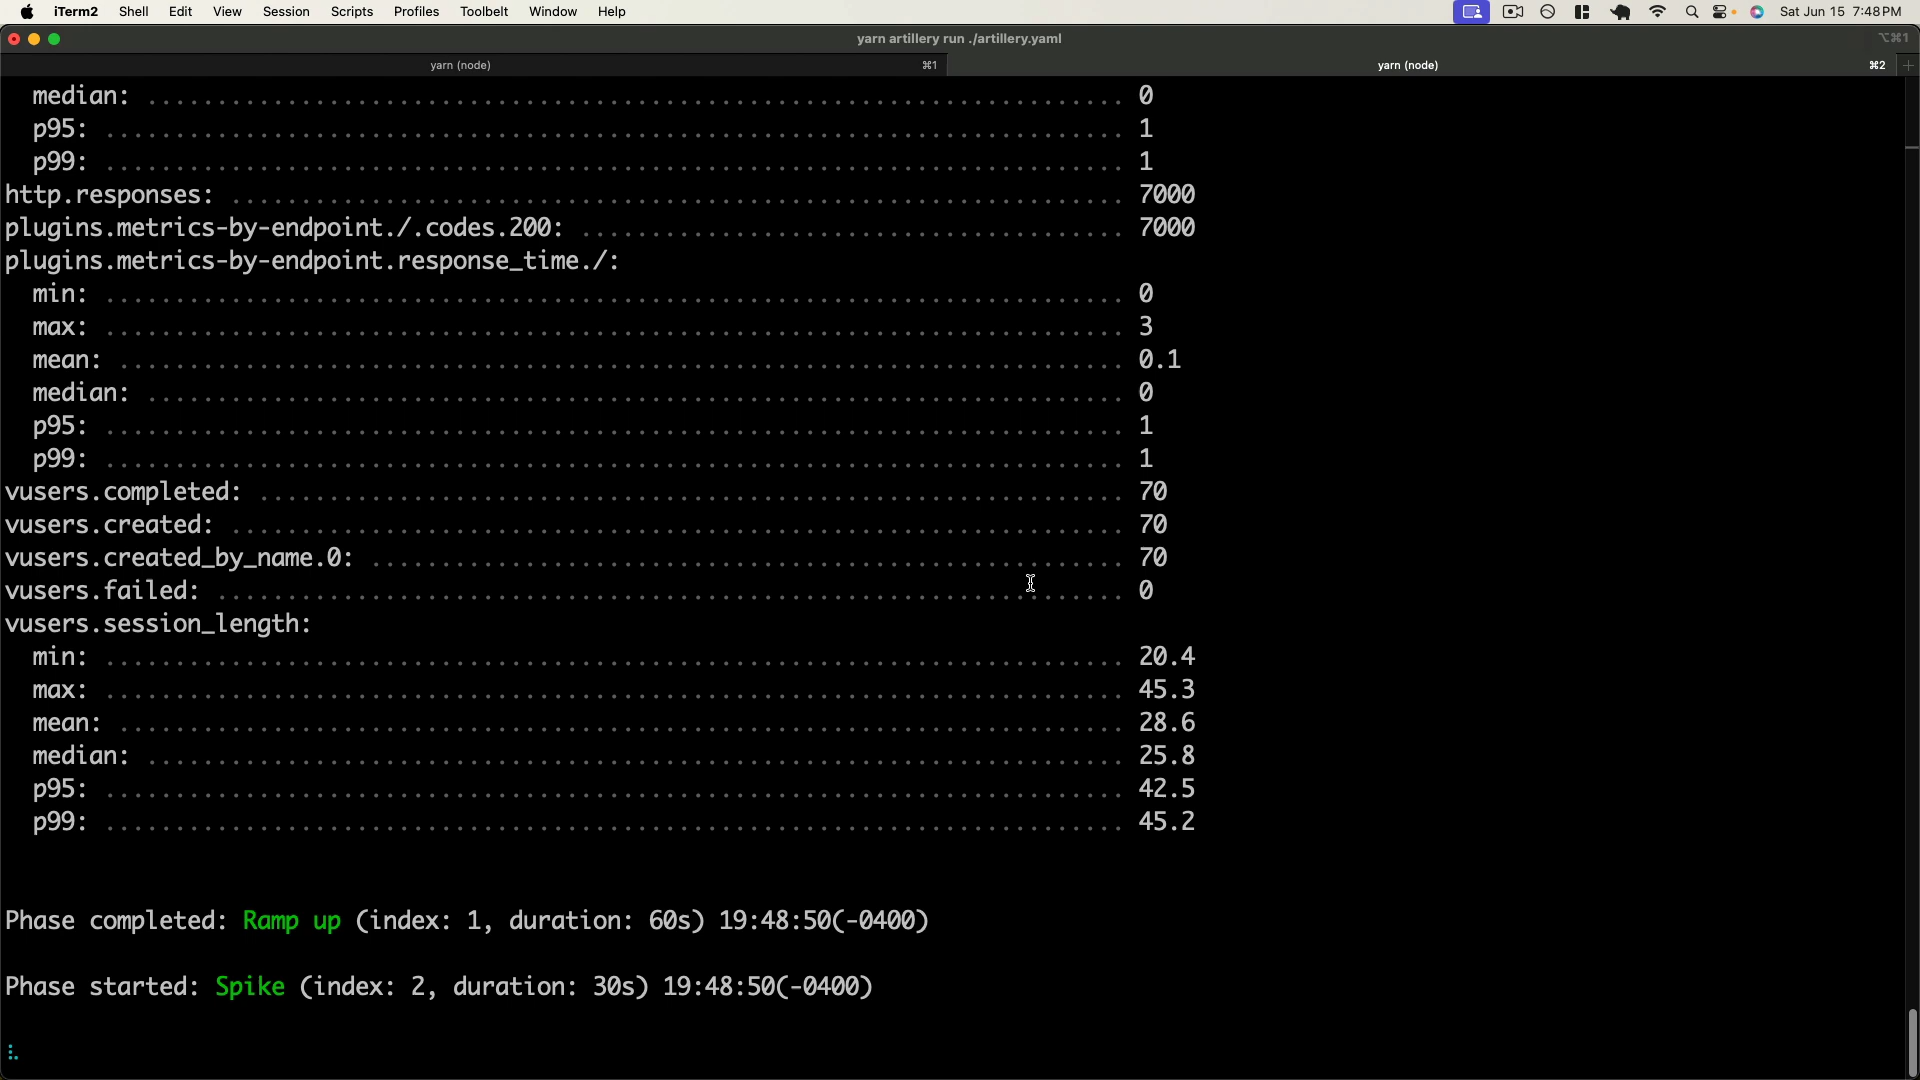 iTerm2 Shell Edit View Session Scripts Profiles Toolbelt Window Help Sat Jun 15 7:48 PM
yarn artillery run ./artillery.yaml ⌥⌘1
yarn (node) ⌘1 yarn (node) ⌘2 +
median: ........................................................................ 0
p95: ........................................................................... 1
p99: ........................................................................... 1
http.responses: ................................................................ 7000
plugins.metrics-by-endpoint./.codes.200: ....................................... 7000
plugins.metrics-by-endpoint.response_time./:
min: ........................................................................... 0
max: ........................................................................... 3
mean: .......................................................................... 0.1
median: ........................................................................ 0
p95: ........................................................................... 1
p99: ........................................................................... 1
vusers.completed: .............................................................. 70
vusers.created: ................................................................ 70
vusers.created_by_name.0: ...................................................... 70
vusers.failed: ................................................................. 0
vusers.session_length:
min: ........................................................................... 20.4
max: ........................................................................... 45.3
mean: .......................................................................... 28.6
median: ........................................................................ 25.8
p95: ........................................................................... 42.5
p99: ........................................................................... 45.2
Phase completed: Ramp up (index: 1, duration: 60s) 19:48:50(-0400)
Phase started: Spike (index: 2, duration: 30s) 19:48:50(-0400)